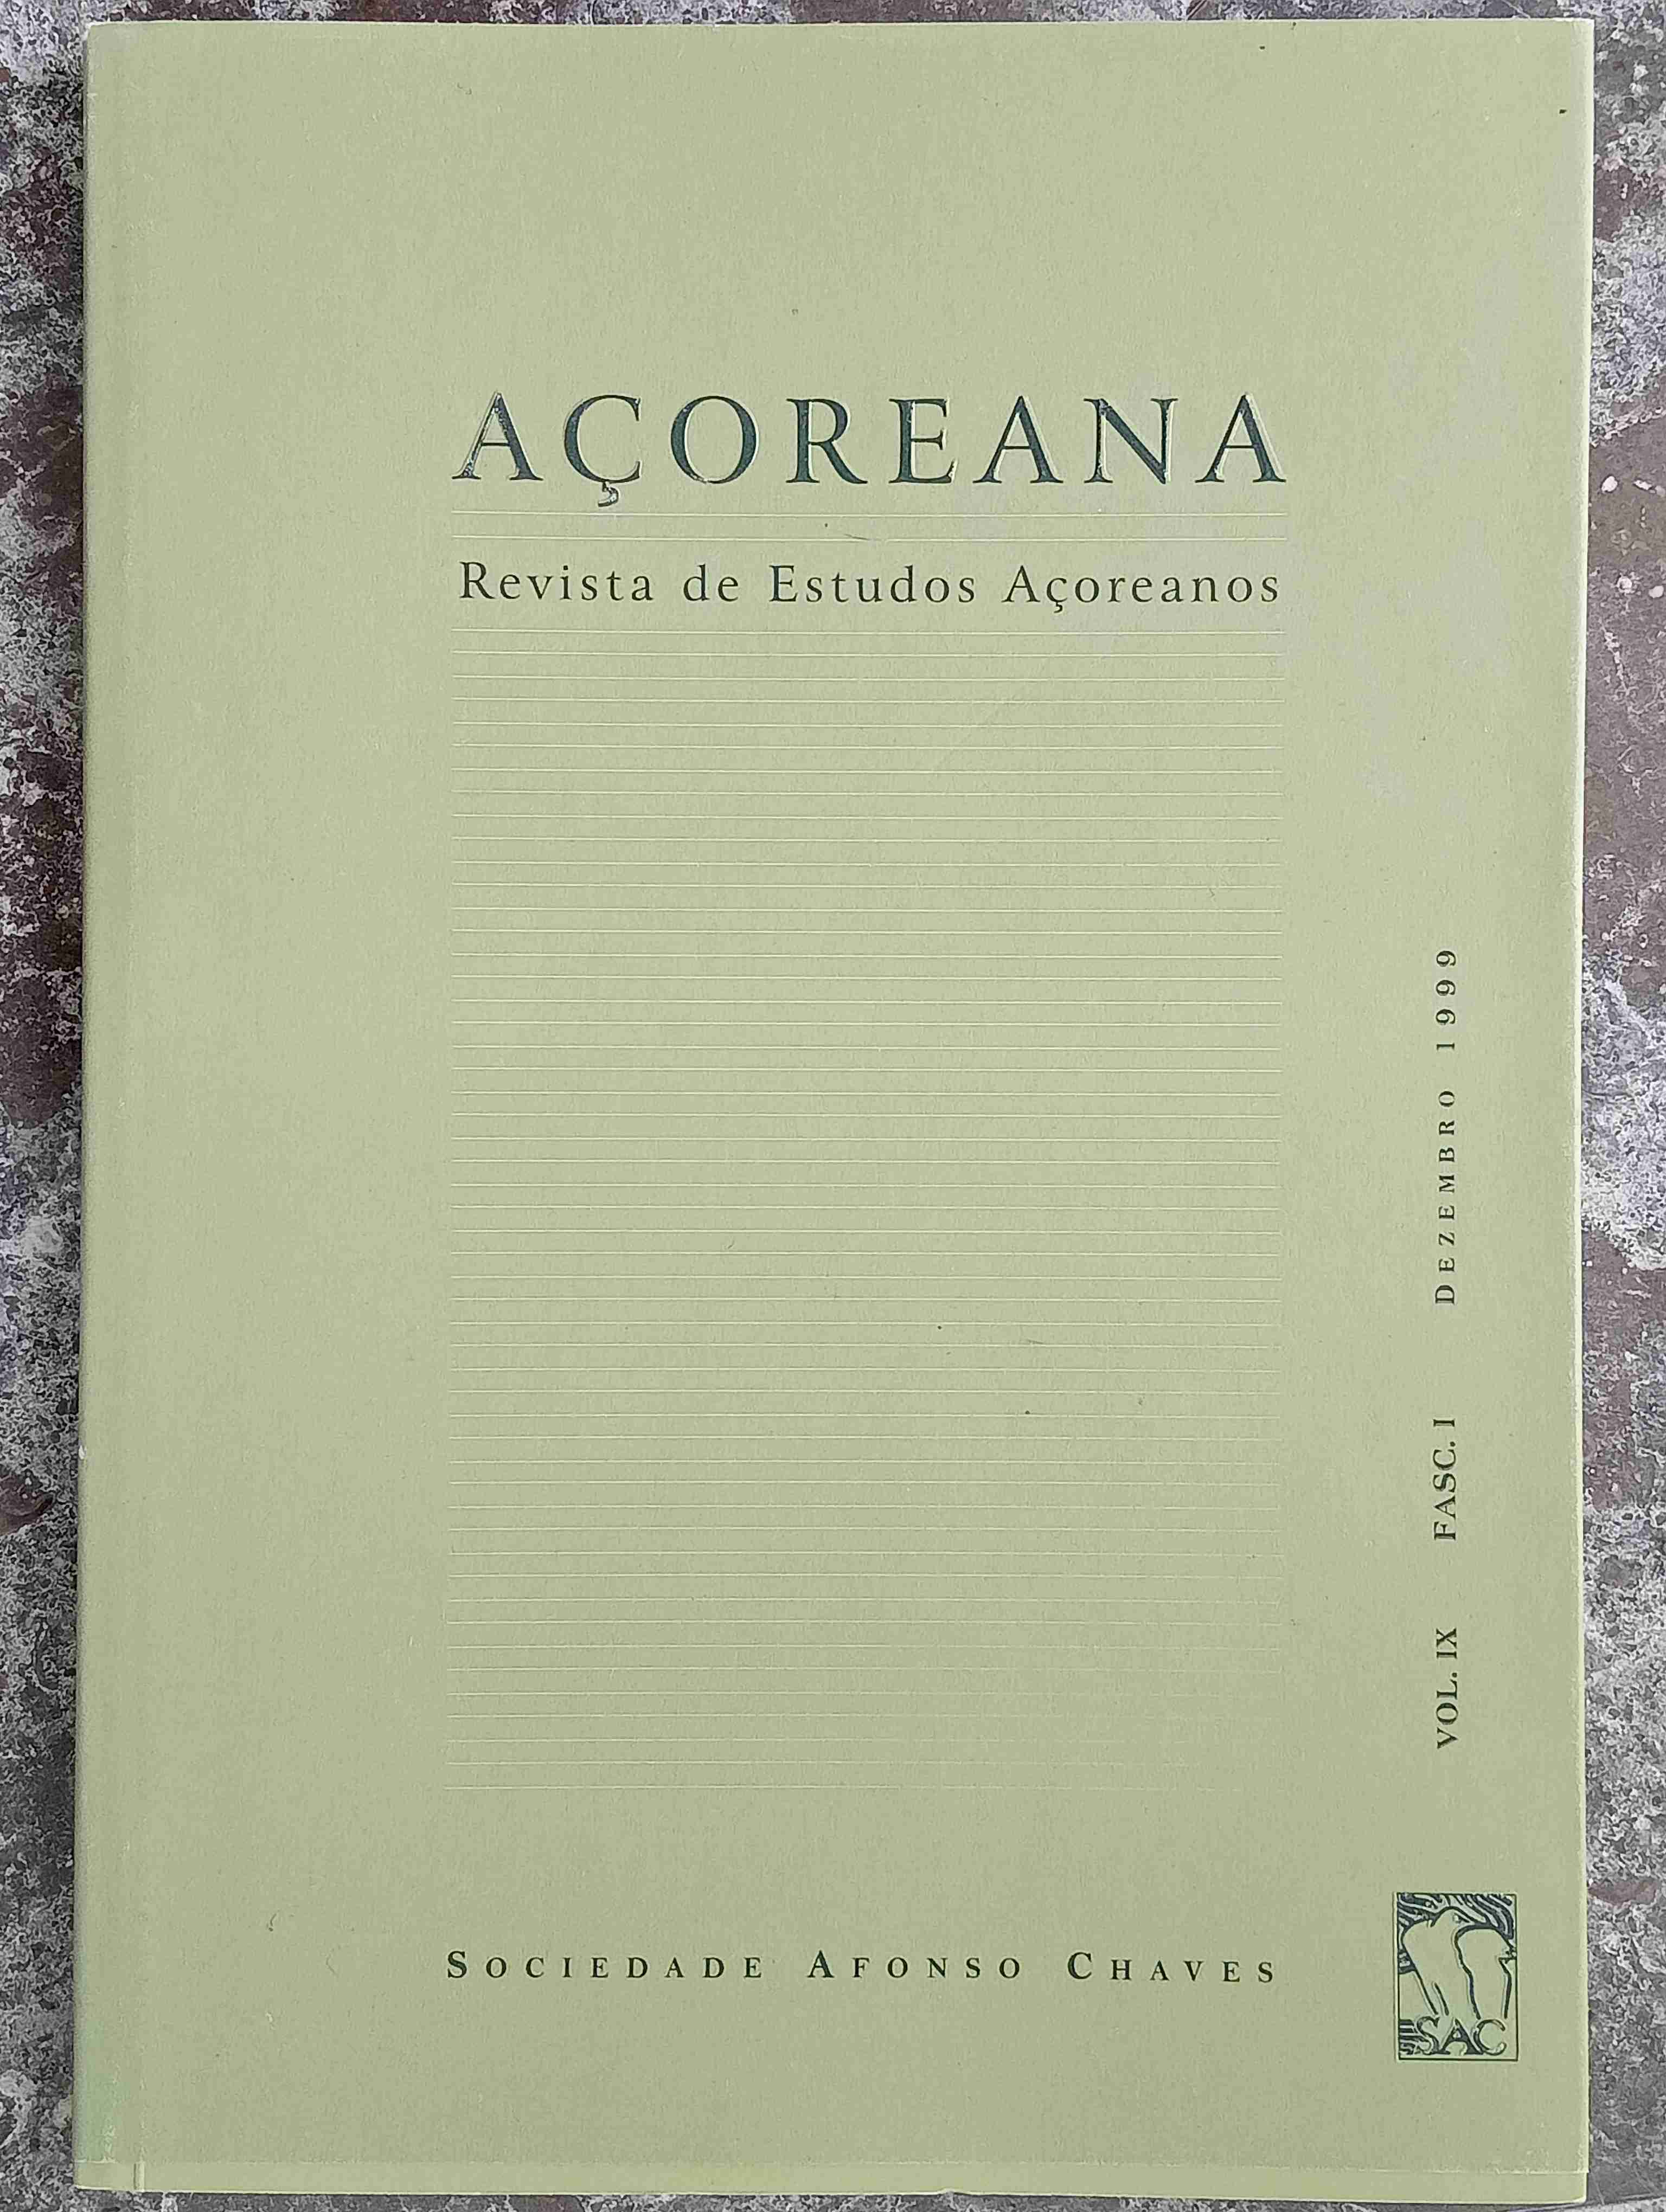 AÇOREANA
Revista de Estudos Açoreanos
VOL. IX FASC. I DEZEMBRO 1999
SOCIEDADE AFONSO CHAVES
SAC